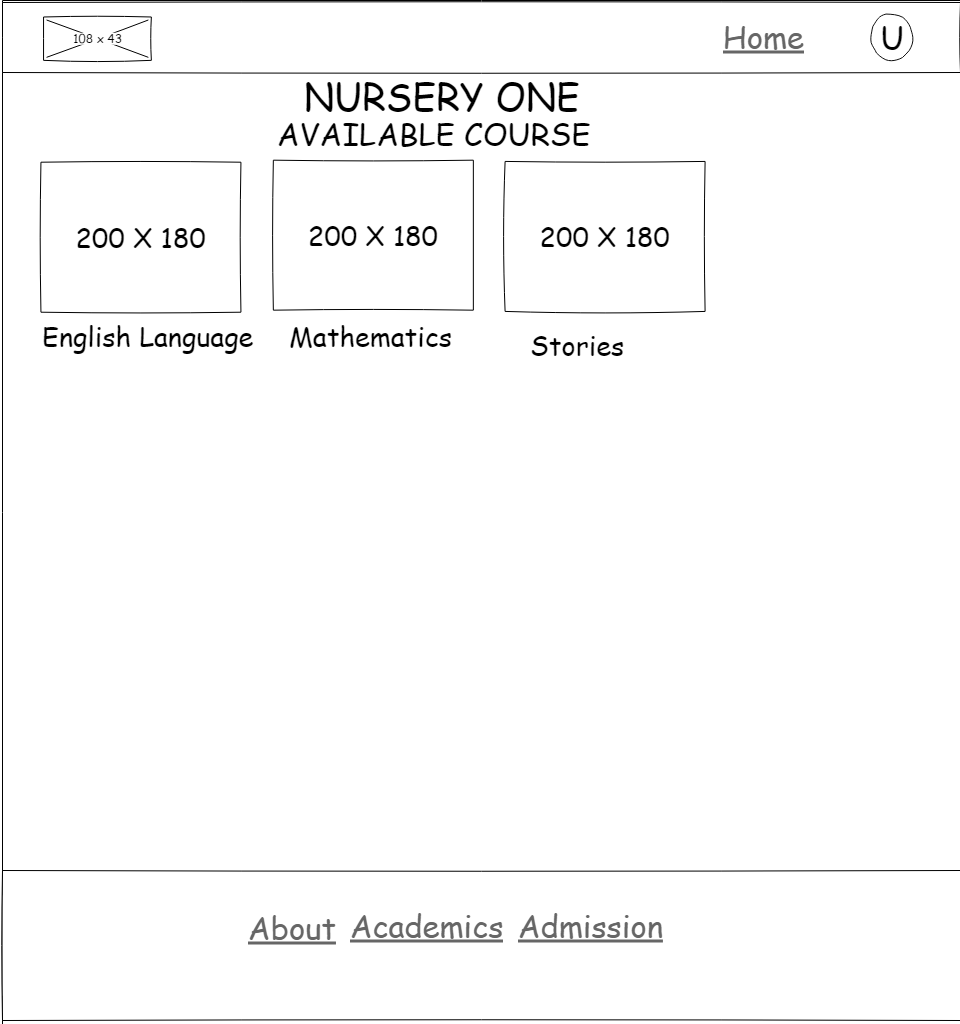 108 x 43
Home
U
NURSERY ONE
AVAILABLE COURSE
200 X 180
200 X 180
200 X 180
English Language
Mathematics
Stories
About Academics Admission